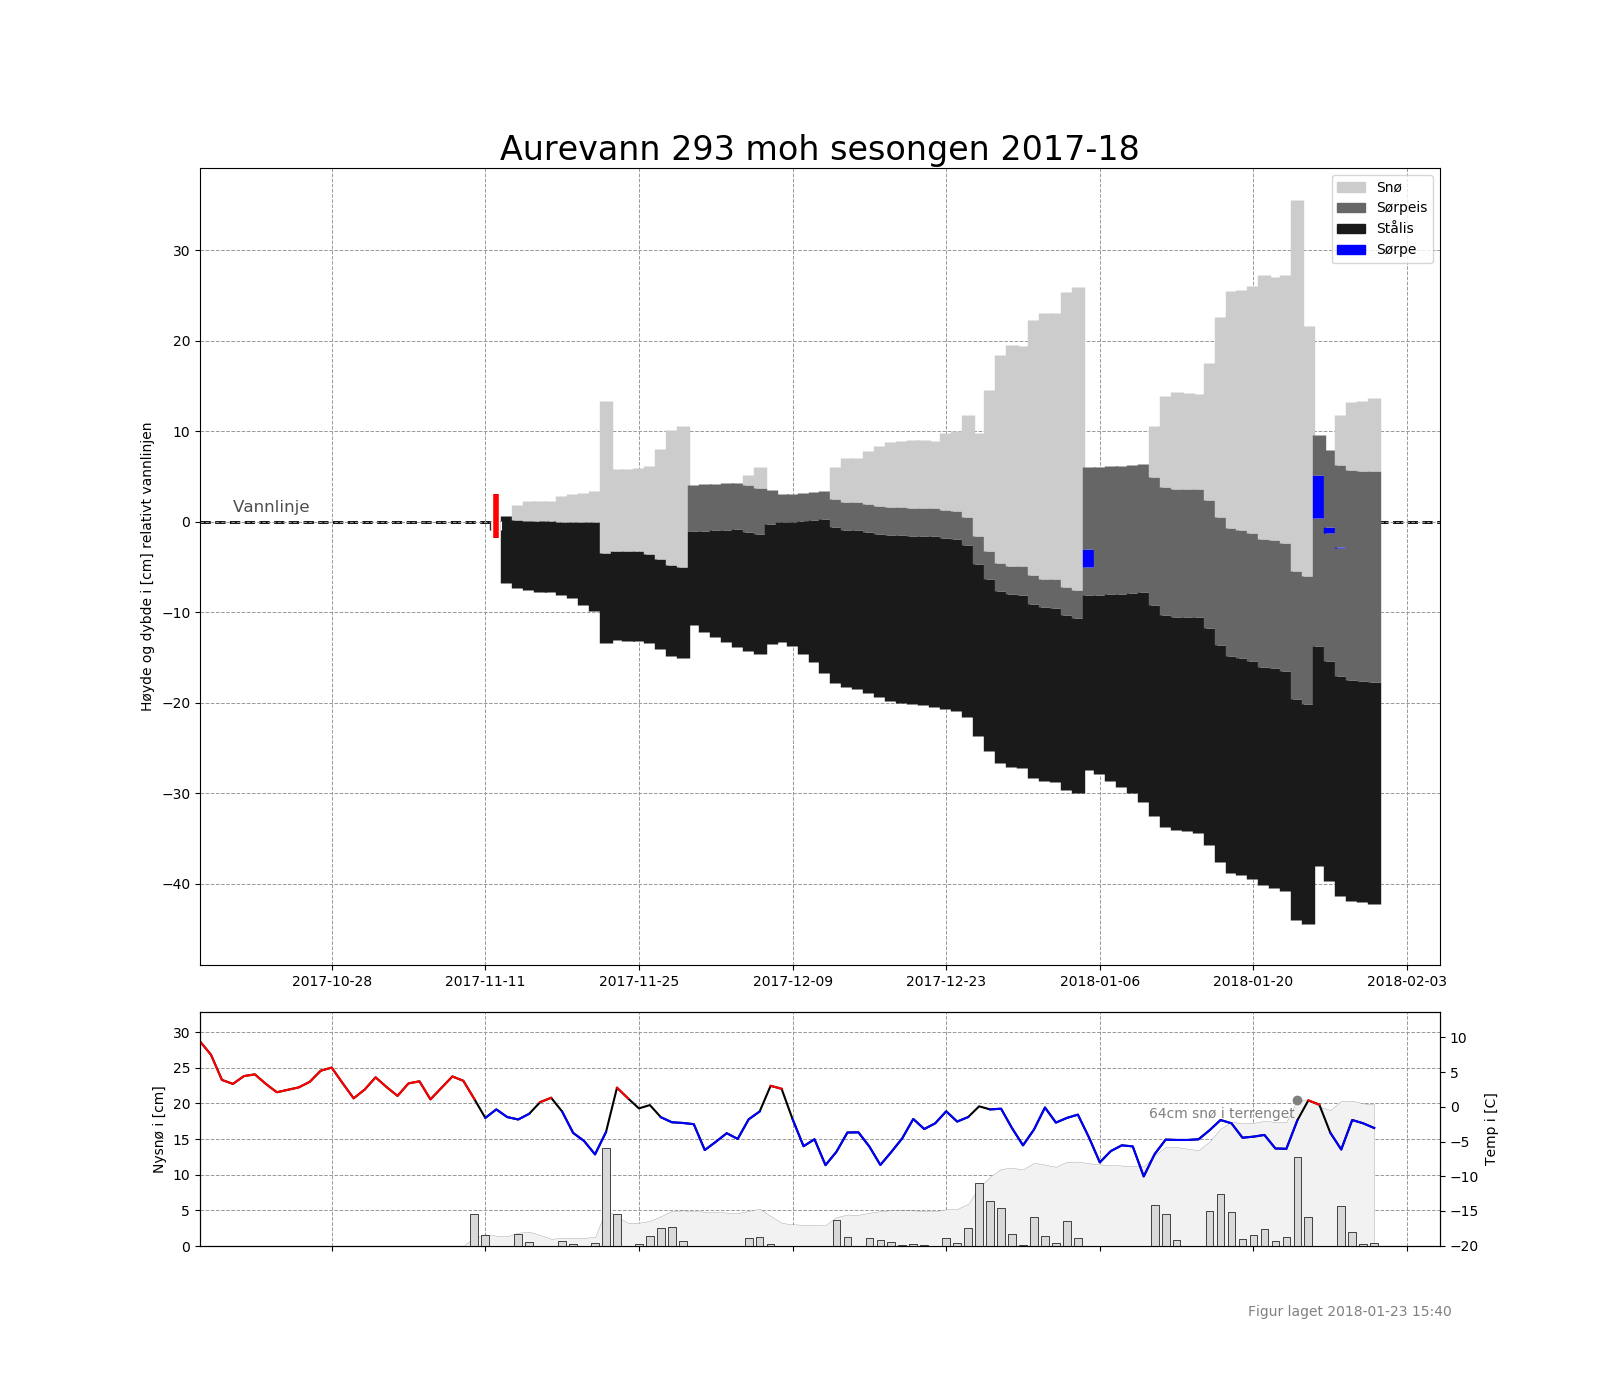 Aurevann 293 moh sesongen 2017-18
Snø
Sørpeis
Stålis
Sørpe
Høyde og dybde i [cm] relativt vannlinjen
30
20
10
0
−10
−20
−30
−40
Vannlinje
2017-10-28 2017-11-11 2017-11-25 2017-12-09 2017-12-23 2018-01-06 2018-01-20 2018-02-03
Nysnø i [cm]
30
25
20
15
10
5
0
64cm snø i terrenget
10
5
0
−5
−10
−15
−20
Temp i [C]
Figur laget 2018-01-23 15:40